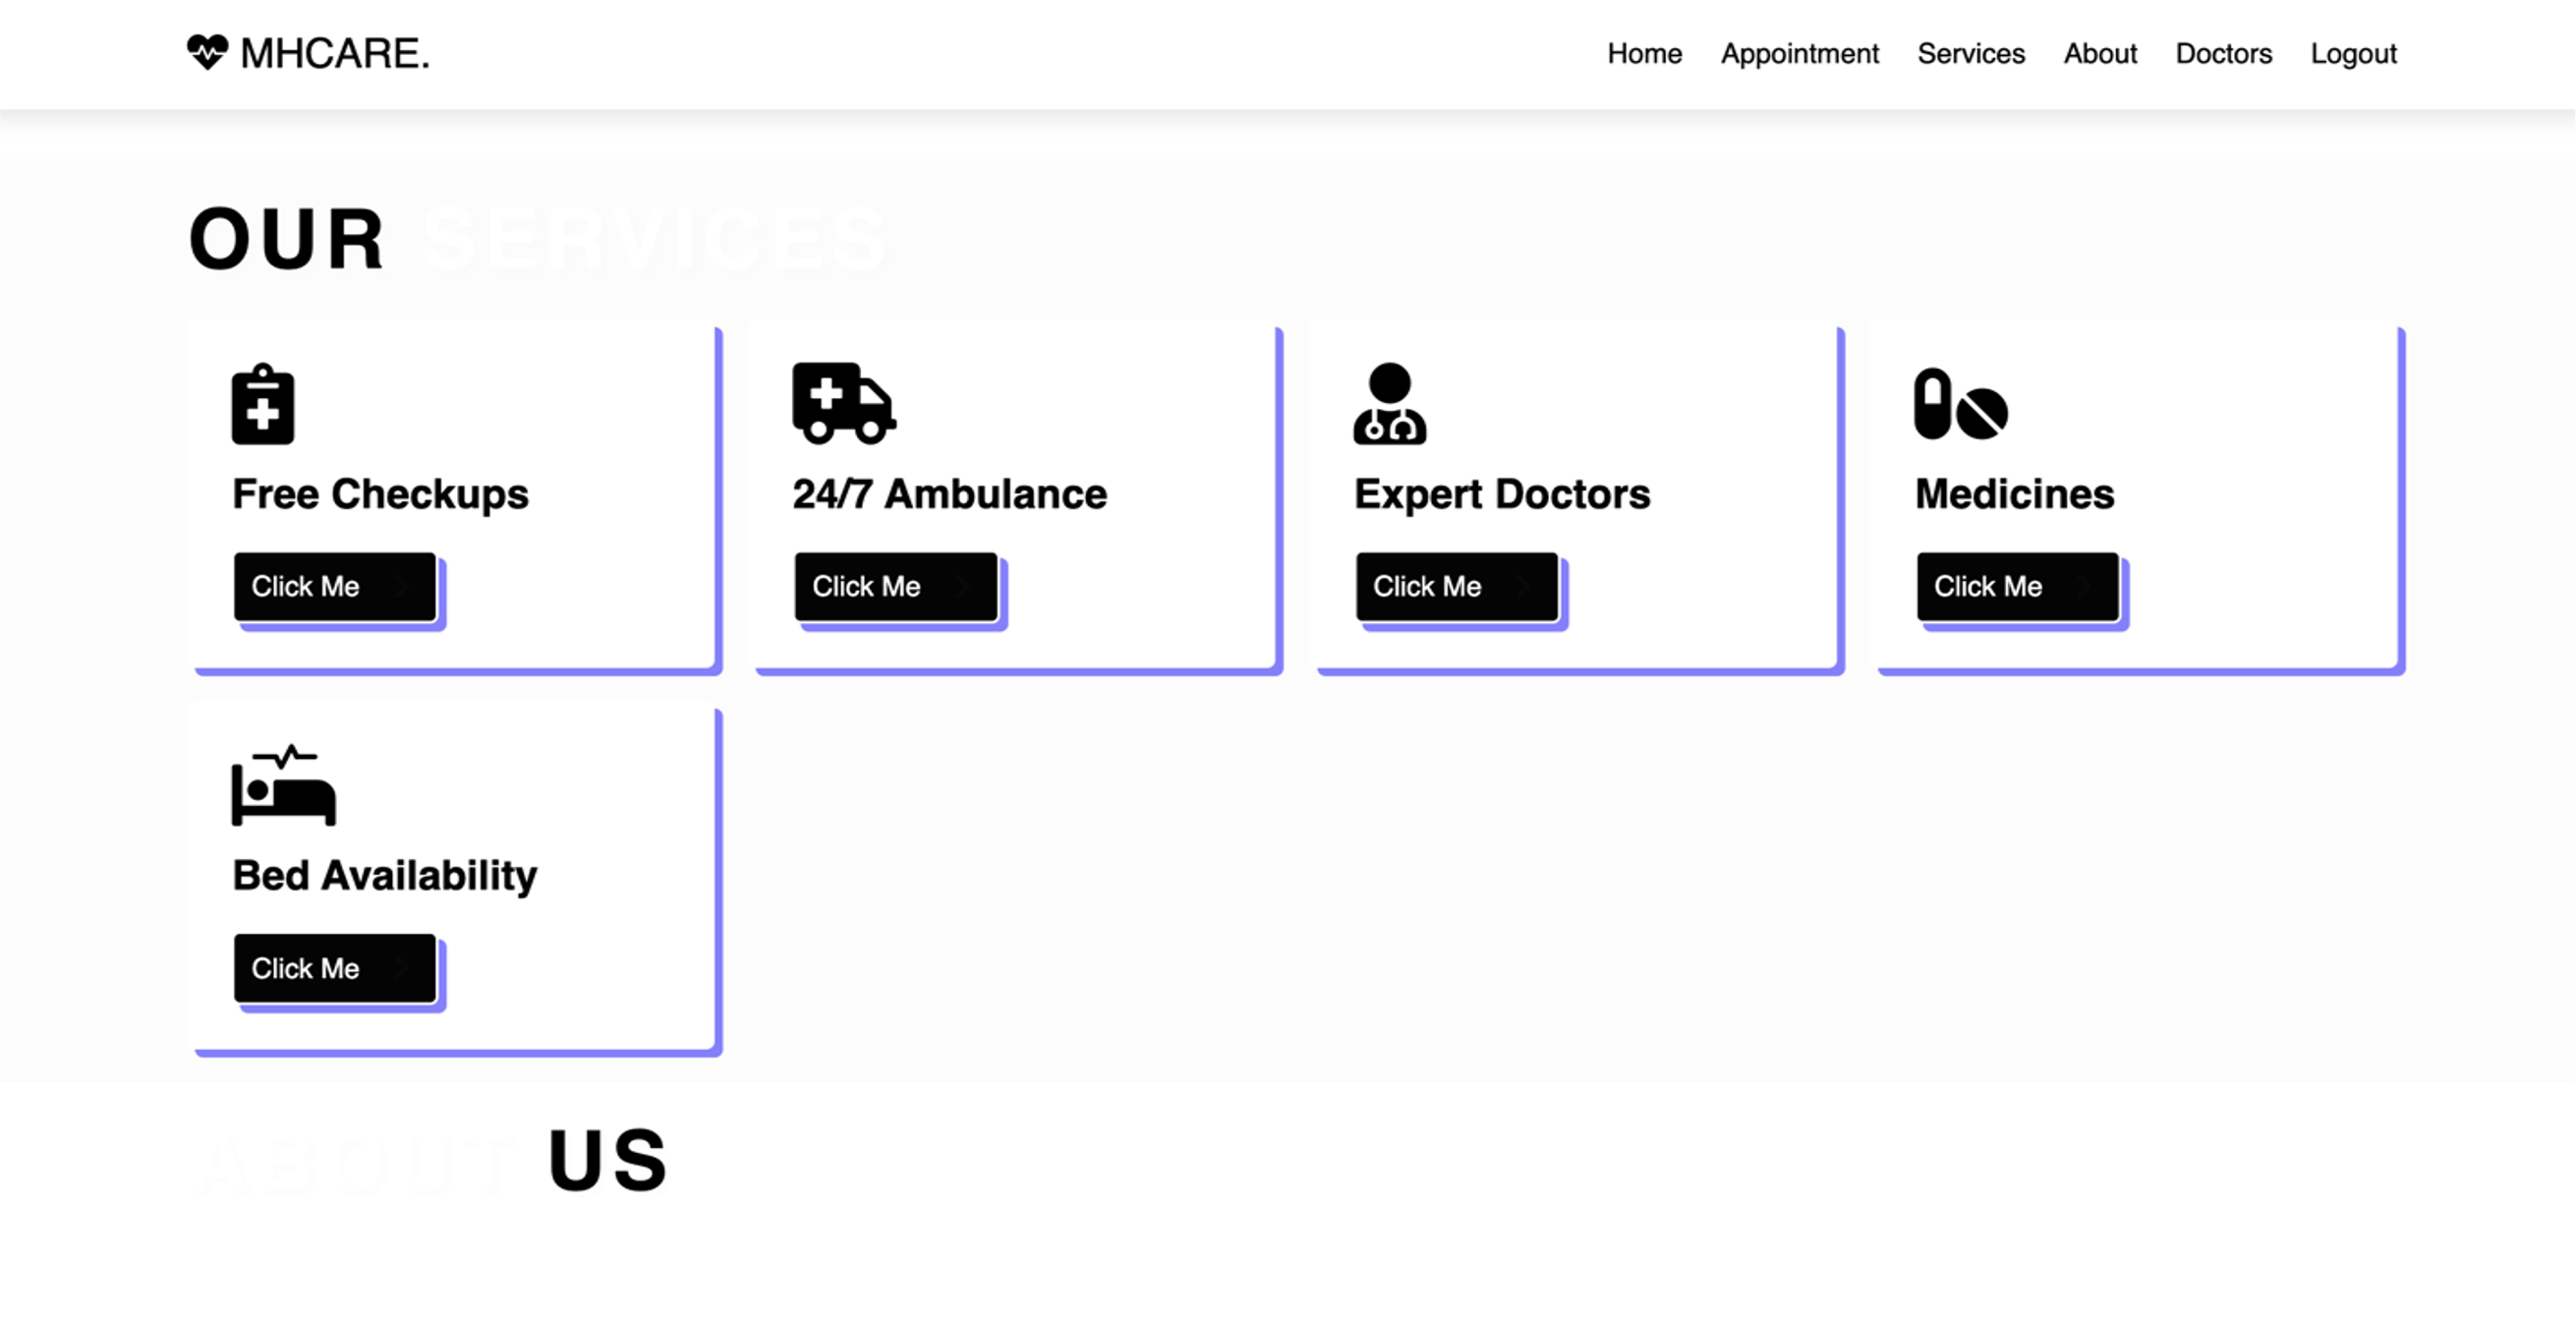 MHCARE.
Home Appointment Services About Doctors Logout
OUR SERVICES
Free Checkups
Click Me
24/7 Ambulance
Click Me
Expert Doctors
Click Me
Medicines
Click Me
Bed Availability
Click Me
ABOUT US